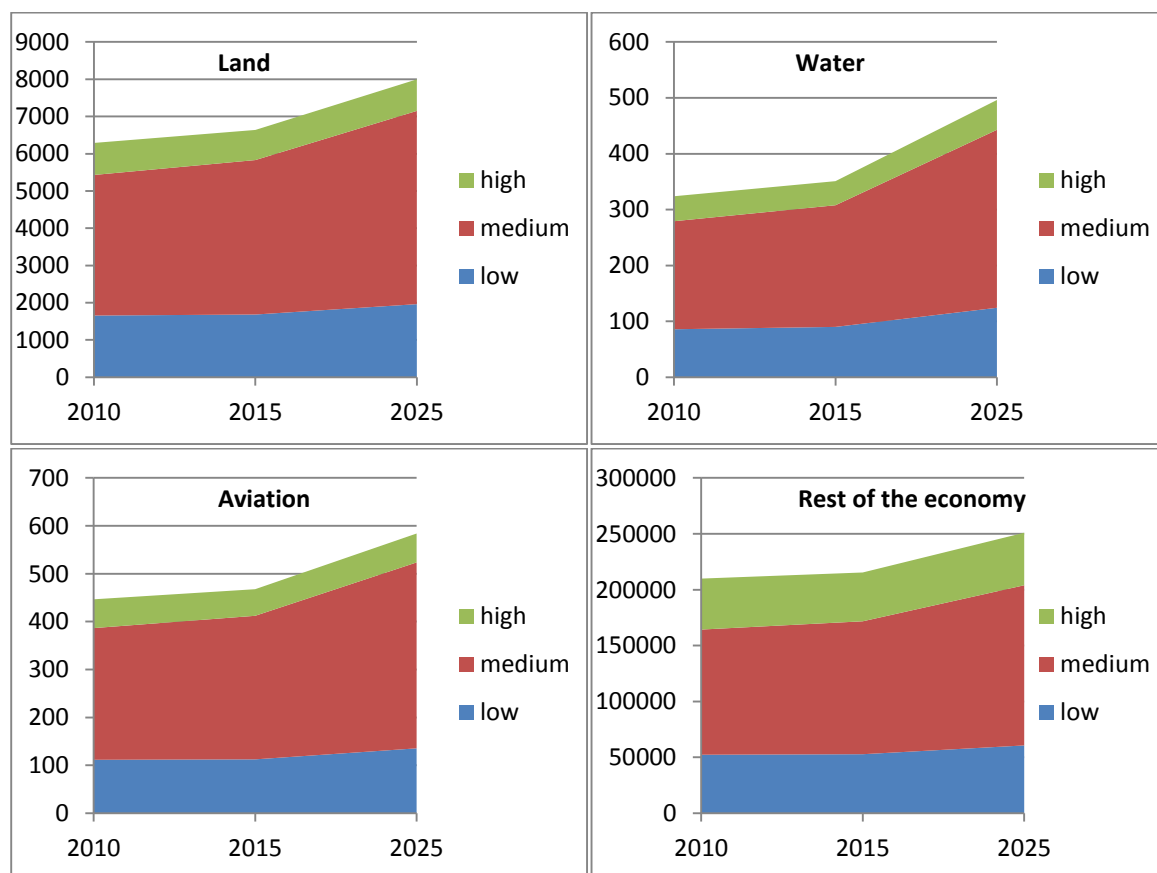 Land
9000
8000
7000
6000
5000
4000
3000
2000
1000
0
2010 2015 2025
high
medium
low
Water
600
500
400
300
200
100
0
2010 2015 2025
high
medium
low
Aviation
700
600
500
400
300
200
100
0
2010 2015 2025
high
medium
low
Rest of the economy
300000
250000
200000
150000
100000
50000
0
2010 2015 2025
high
medium
low